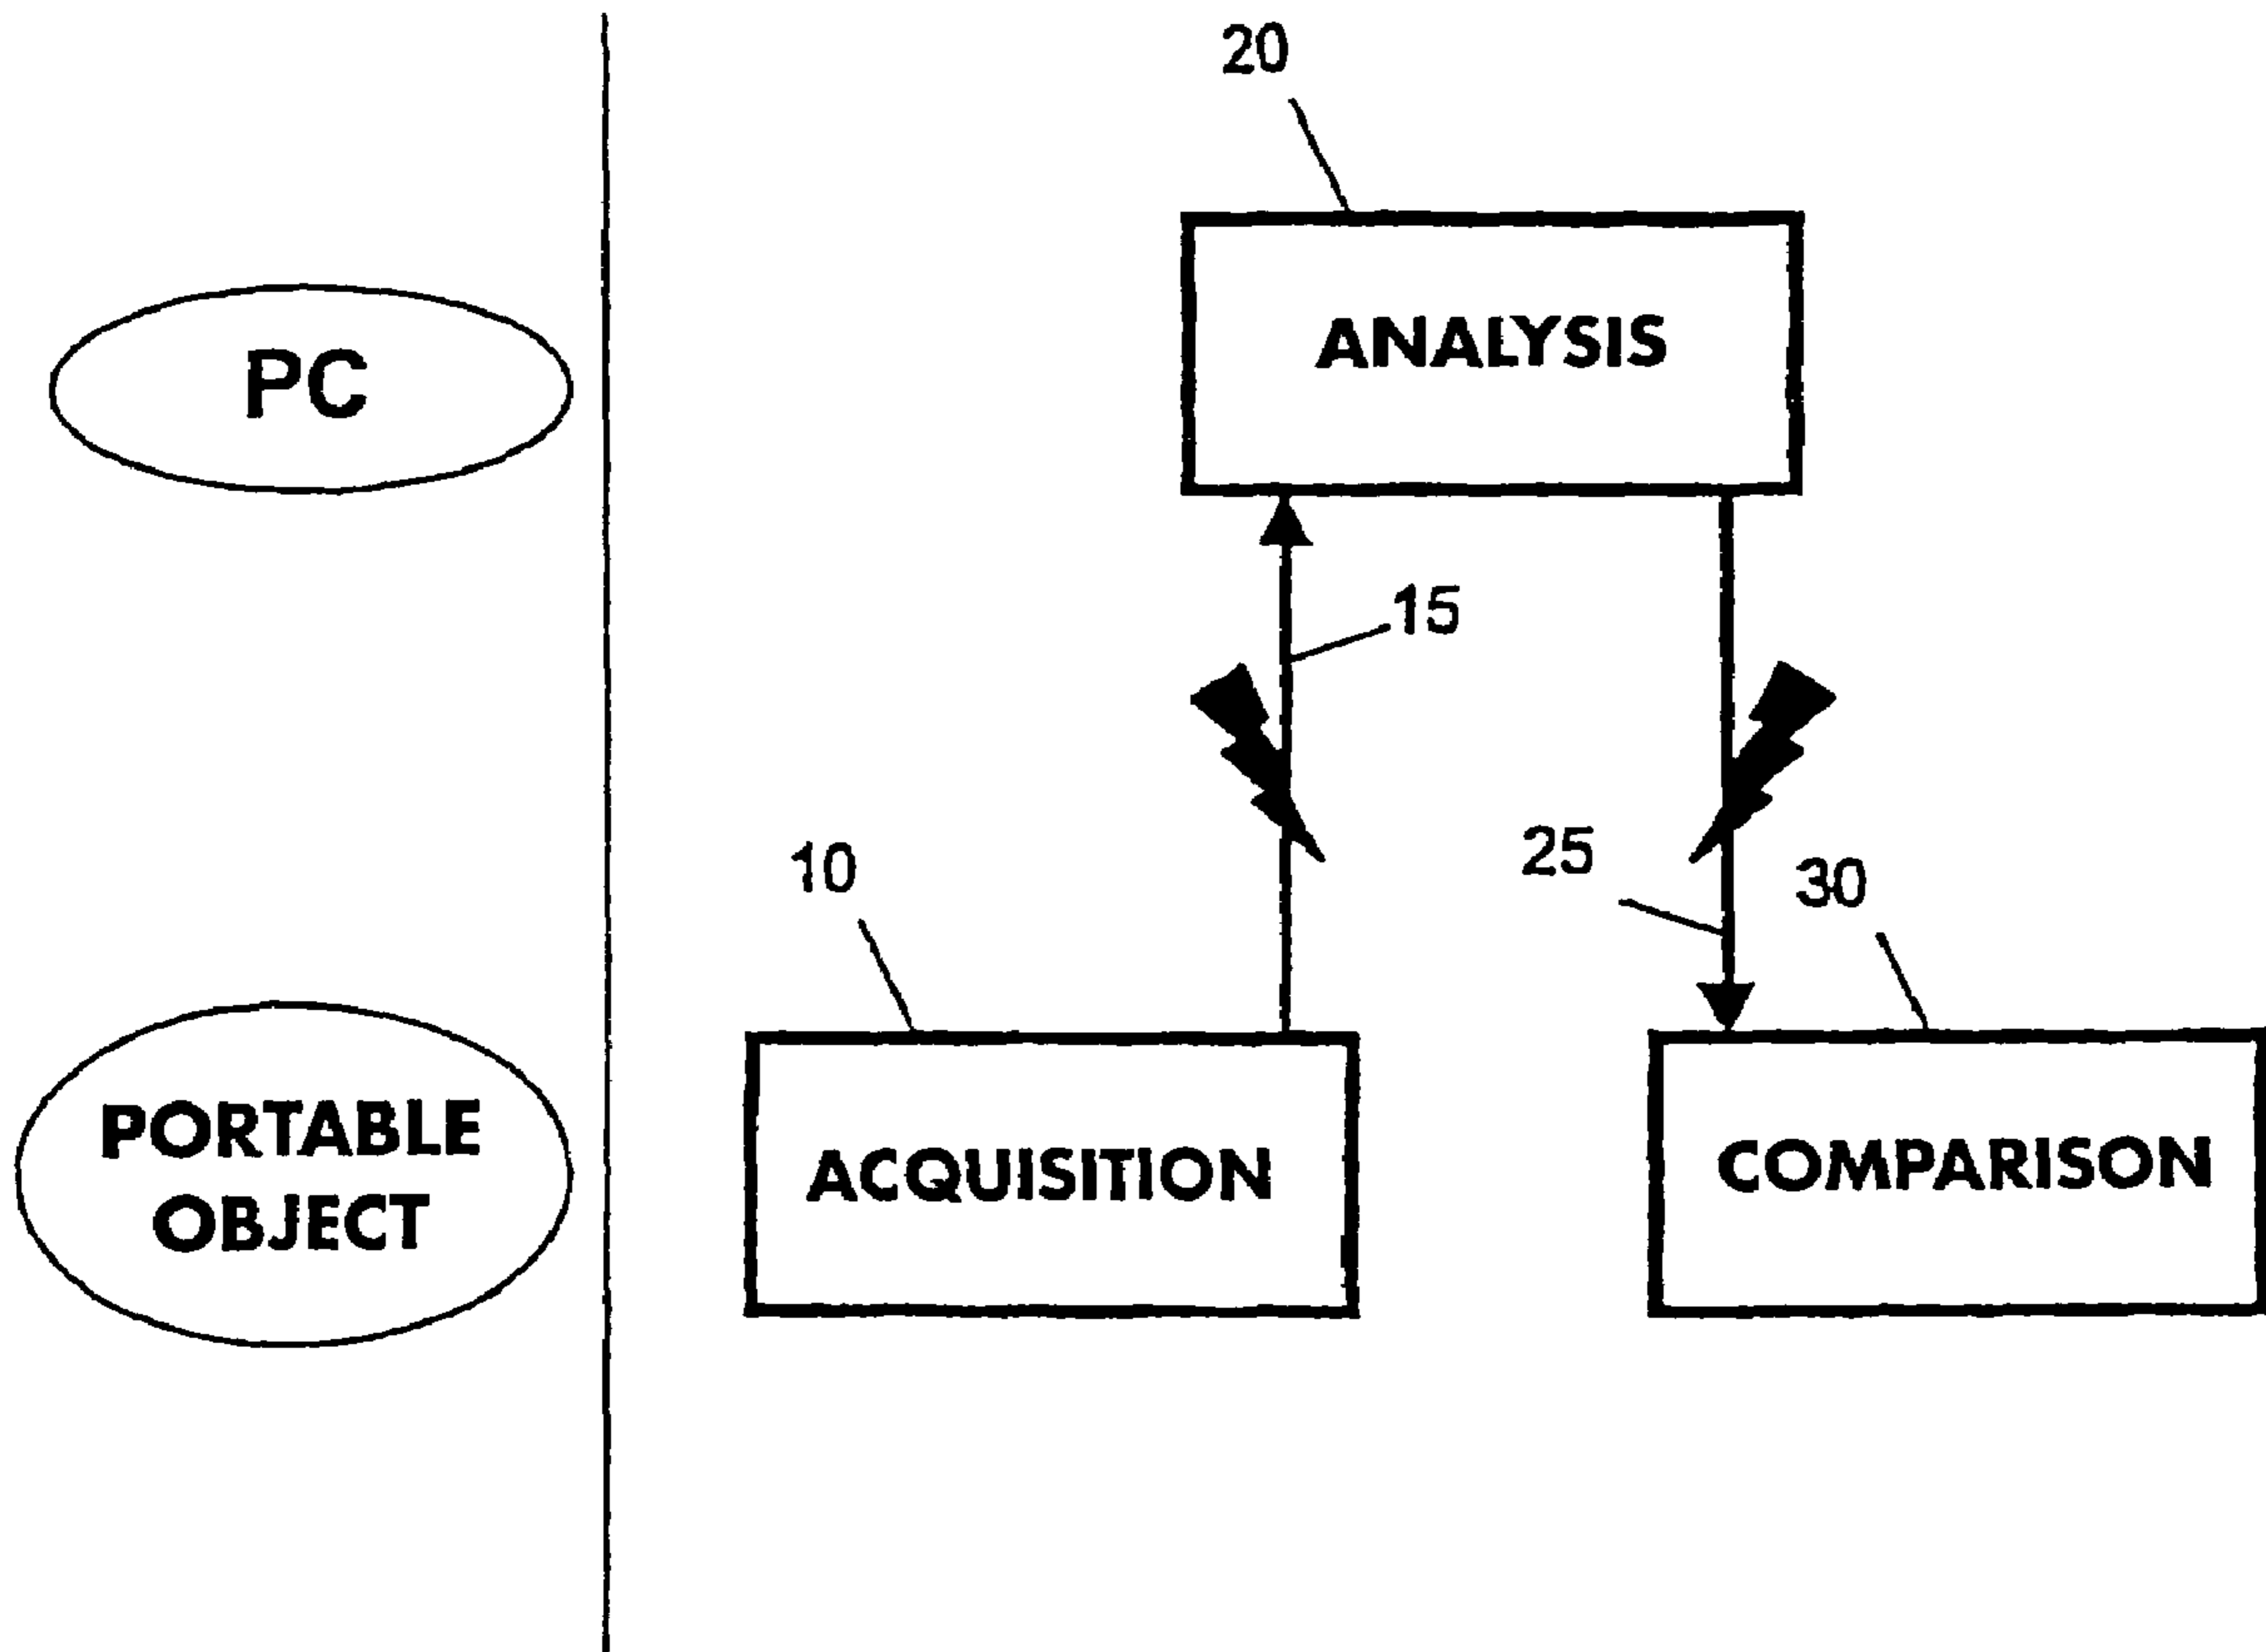 20
ANALYSIS
PC
15
10
25
30
PORTABLE
OBJECT
ACQUISITION
COMPARISON